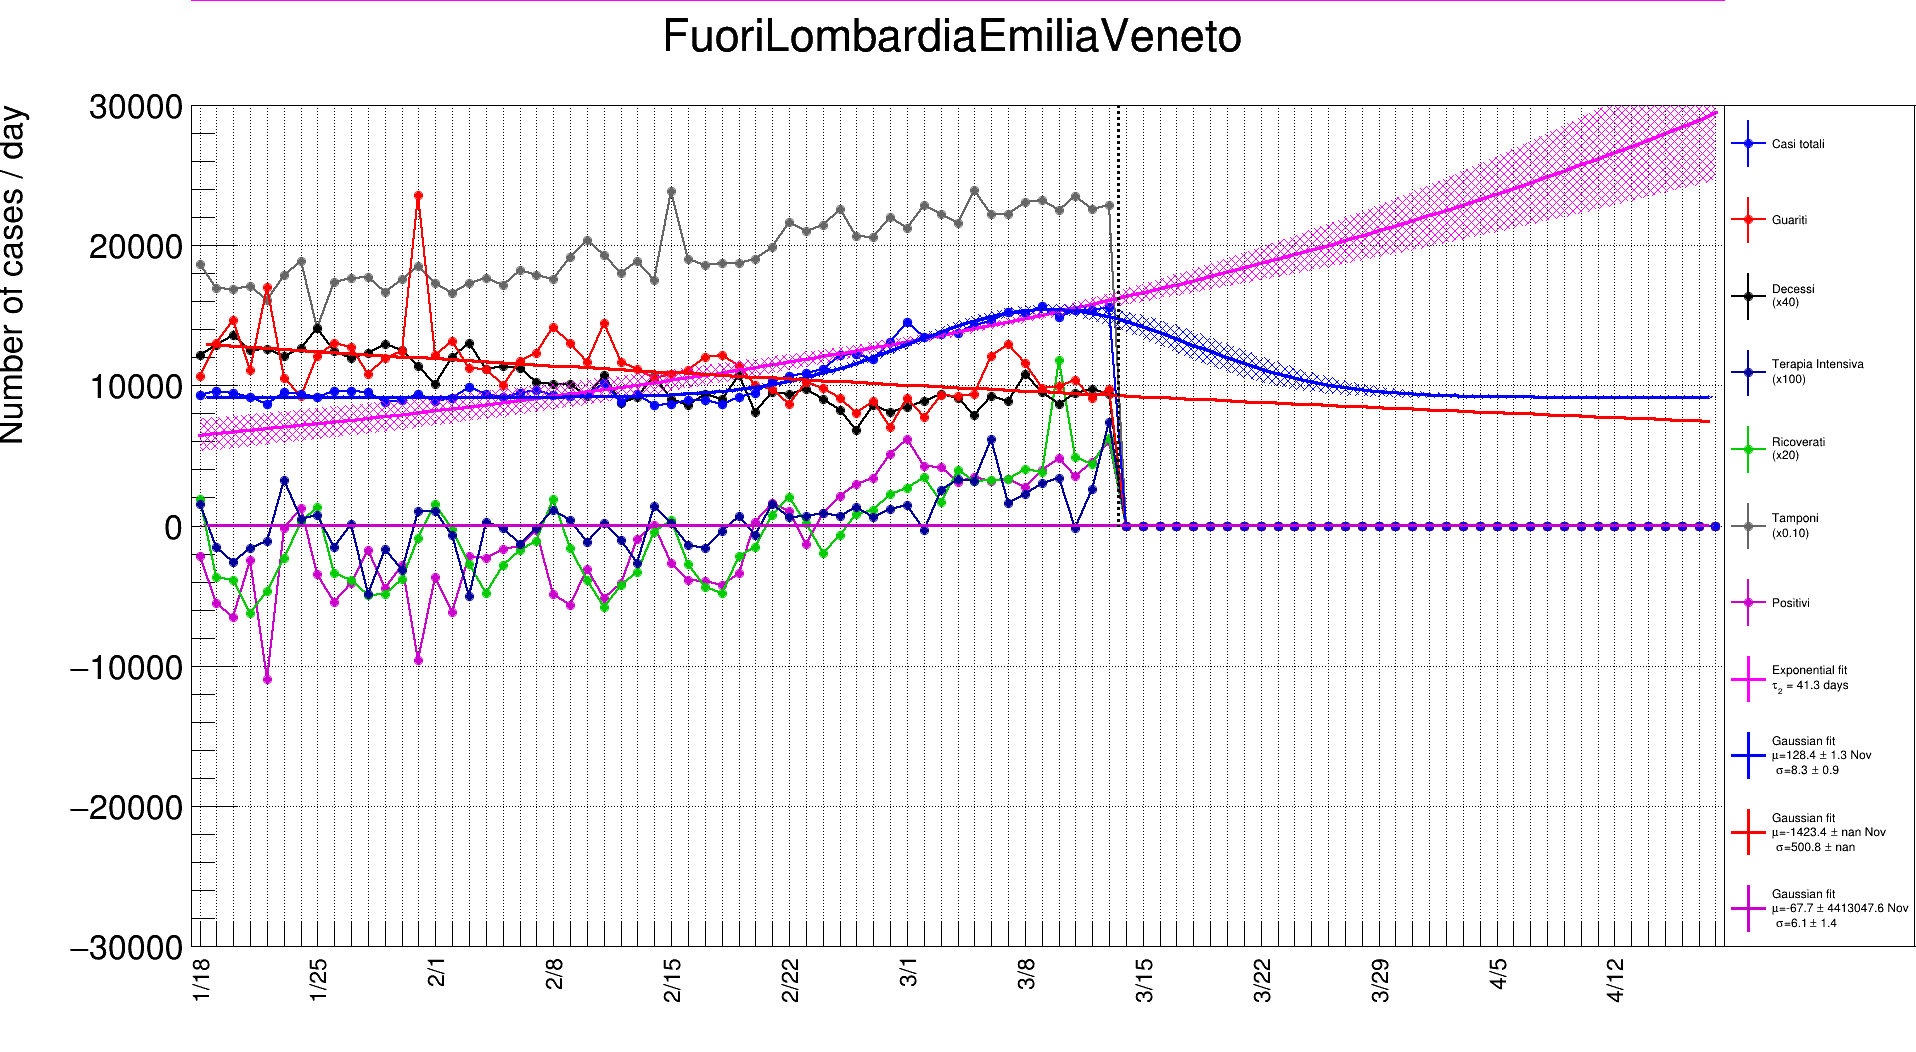 FuoriLombardiaEmiliaVeneto
Number of cases / day
30000
20000
10000
0
−10000
−20000
−30000
1/18
1/25
2/1
2/8
2/15
2/22
3/1
3/8
3/15
3/22
3/29
4/5
4/12
Casi totali
Guariti
Decessi
(x40)
Terapia Intensiva
(x100)
Ricoverati
(x20)
Tamponi
(x0.10)
Positivi
Exponential fit
τ2 = 41.3 days
Gaussian fit
μ=128.4 ± 1.3 Nov
σ=8.3 ± 0.9
Gaussian fit
μ=-1423.4 ± nan Nov
σ=500.8 ± nan
Gaussian fit
μ=-67.7 ± 4413047.6 Nov
σ=6.1 ± 1.4